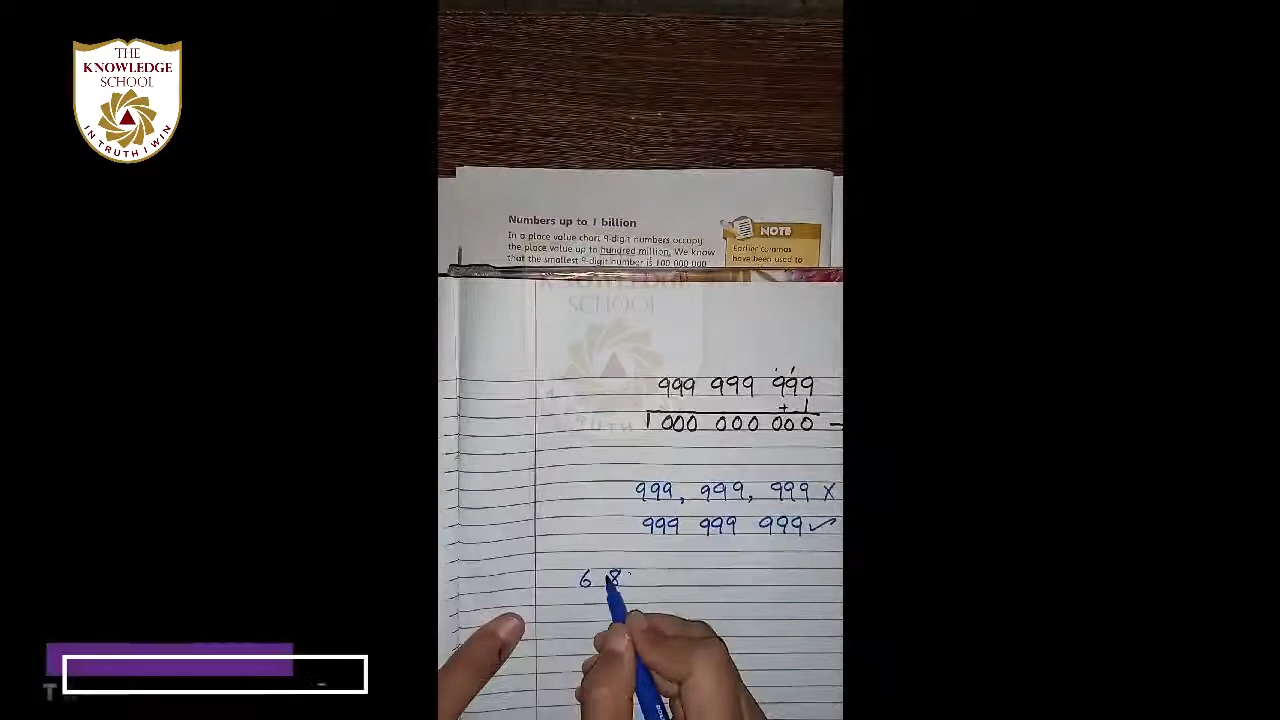 THE
KNOWLEDGE
SCHOOL
IN TRUTH I WIN
Numbers up to 1 billion
In a place value chart 9-digit numbers occupy
the place value up to hundred million. We know
that the smallest 9-digit number is 100 000 000
NOTE
Earlier commas
have been used to
KNOWLEDGE
SCHOOL
999 999 999
+ 1
1 000 000 000 –
999, 999, 999 ×
999 999 999 ✓
6 8
T